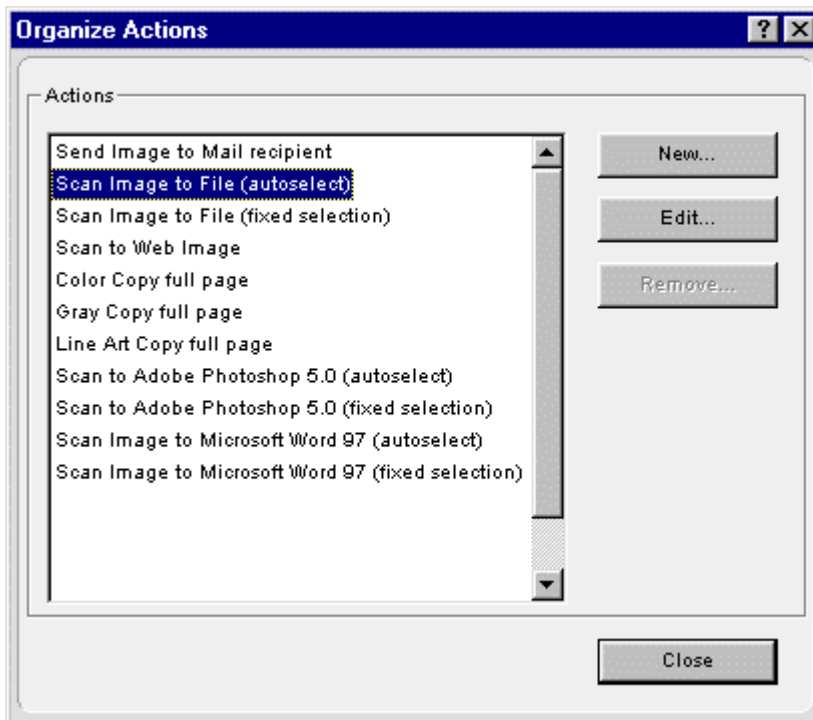 Organize Actions
Actions
Send Image to Mail recipient
Scan Image to File (autoselect)
Scan Image to File (fixed selection)
Scan to Web Image
Color Copy full page
Gray Copy full page
Line Art Copy full page
Scan to Adobe Photoshop 5.0 (autoselect)
Scan to Adobe Photoshop 5.0 (fixed selection)
Scan Image to Microsoft Word 97 (autoselect)
Scan Image to Microsoft Word 97 (fixed selection)
New...
Edit...
Remove...
Close